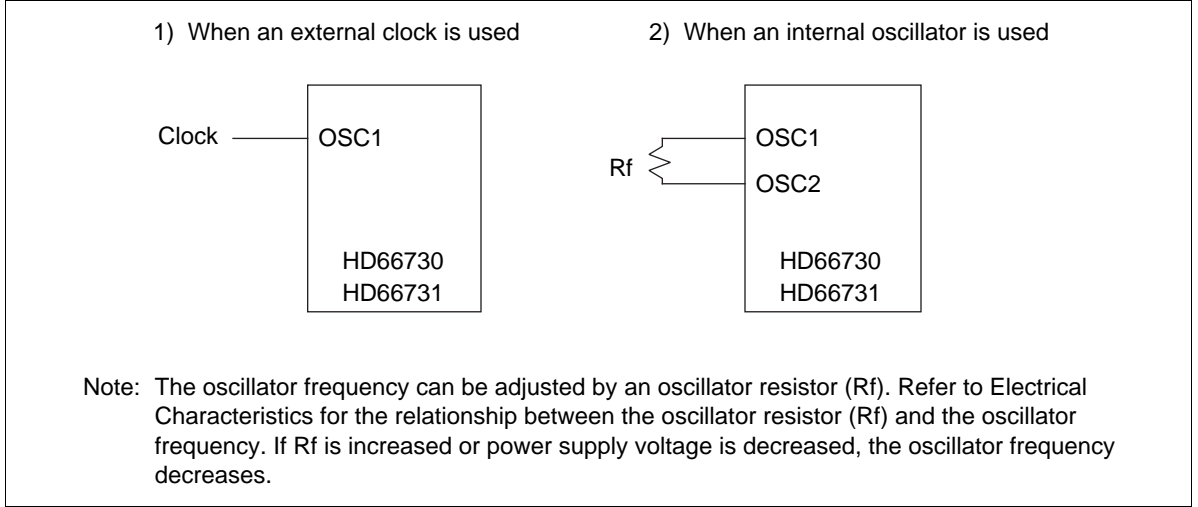 1) When an external clock is used
Clock
OSC1
HD66730
HD66731
2) When an internal oscillator is used
Rf
OSC1
OSC2
HD66730
HD66731
Note: The oscillator frequency can be adjusted by an oscillator resistor (Rf). Refer to Electrical
Characteristics for the relationship between the oscillator resistor (Rf) and the oscillator
frequency. If Rf is increased or power supply voltage is decreased, the oscillator frequency
decreases.